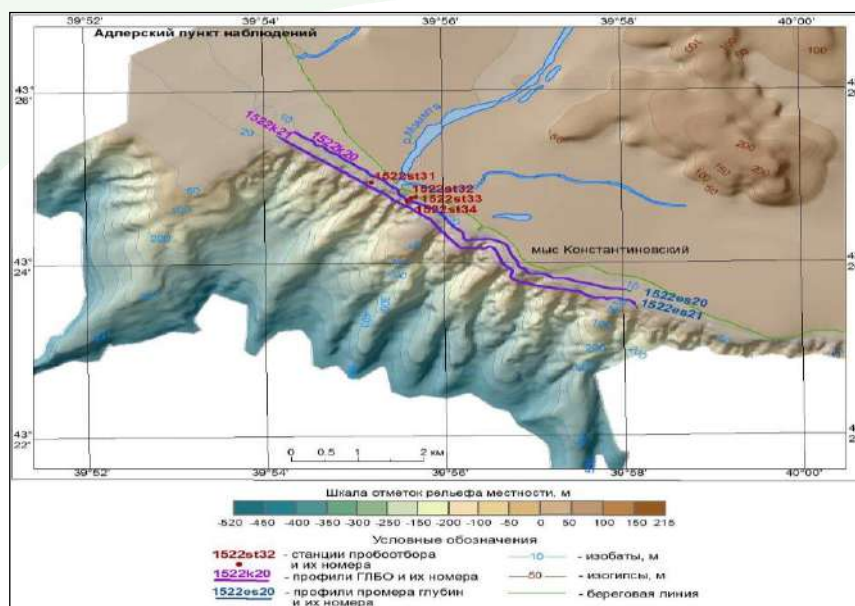 39°52' 39°54' 39°56' 39°58' 40°00'
Адлерский пункт наблюдений
43°
26'
р.Мзымта
1522k21
1522k20
1522st31
1522st32
1522st33
1522st34
мыс Константиновский
43°
24'
1522es20
1522es21
43°
22'
0 0.5 1 2 км
39°52' 39°54' 39°56' 39°58' 40°00'
Шкала отметок рельефа местности, м
-520 -450 -400 -350 -300 -250 -200 -150 -100 -50 0 50 100 150 215
Условные обозначения
1522st32 - станции пробоотбора
и их номера
10 - изобаты, м
1522k20 - профили ГЛБО и их номера
50 - изогипсы, м
1522es20 - профили промера глубин
и их номера
- береговая линия